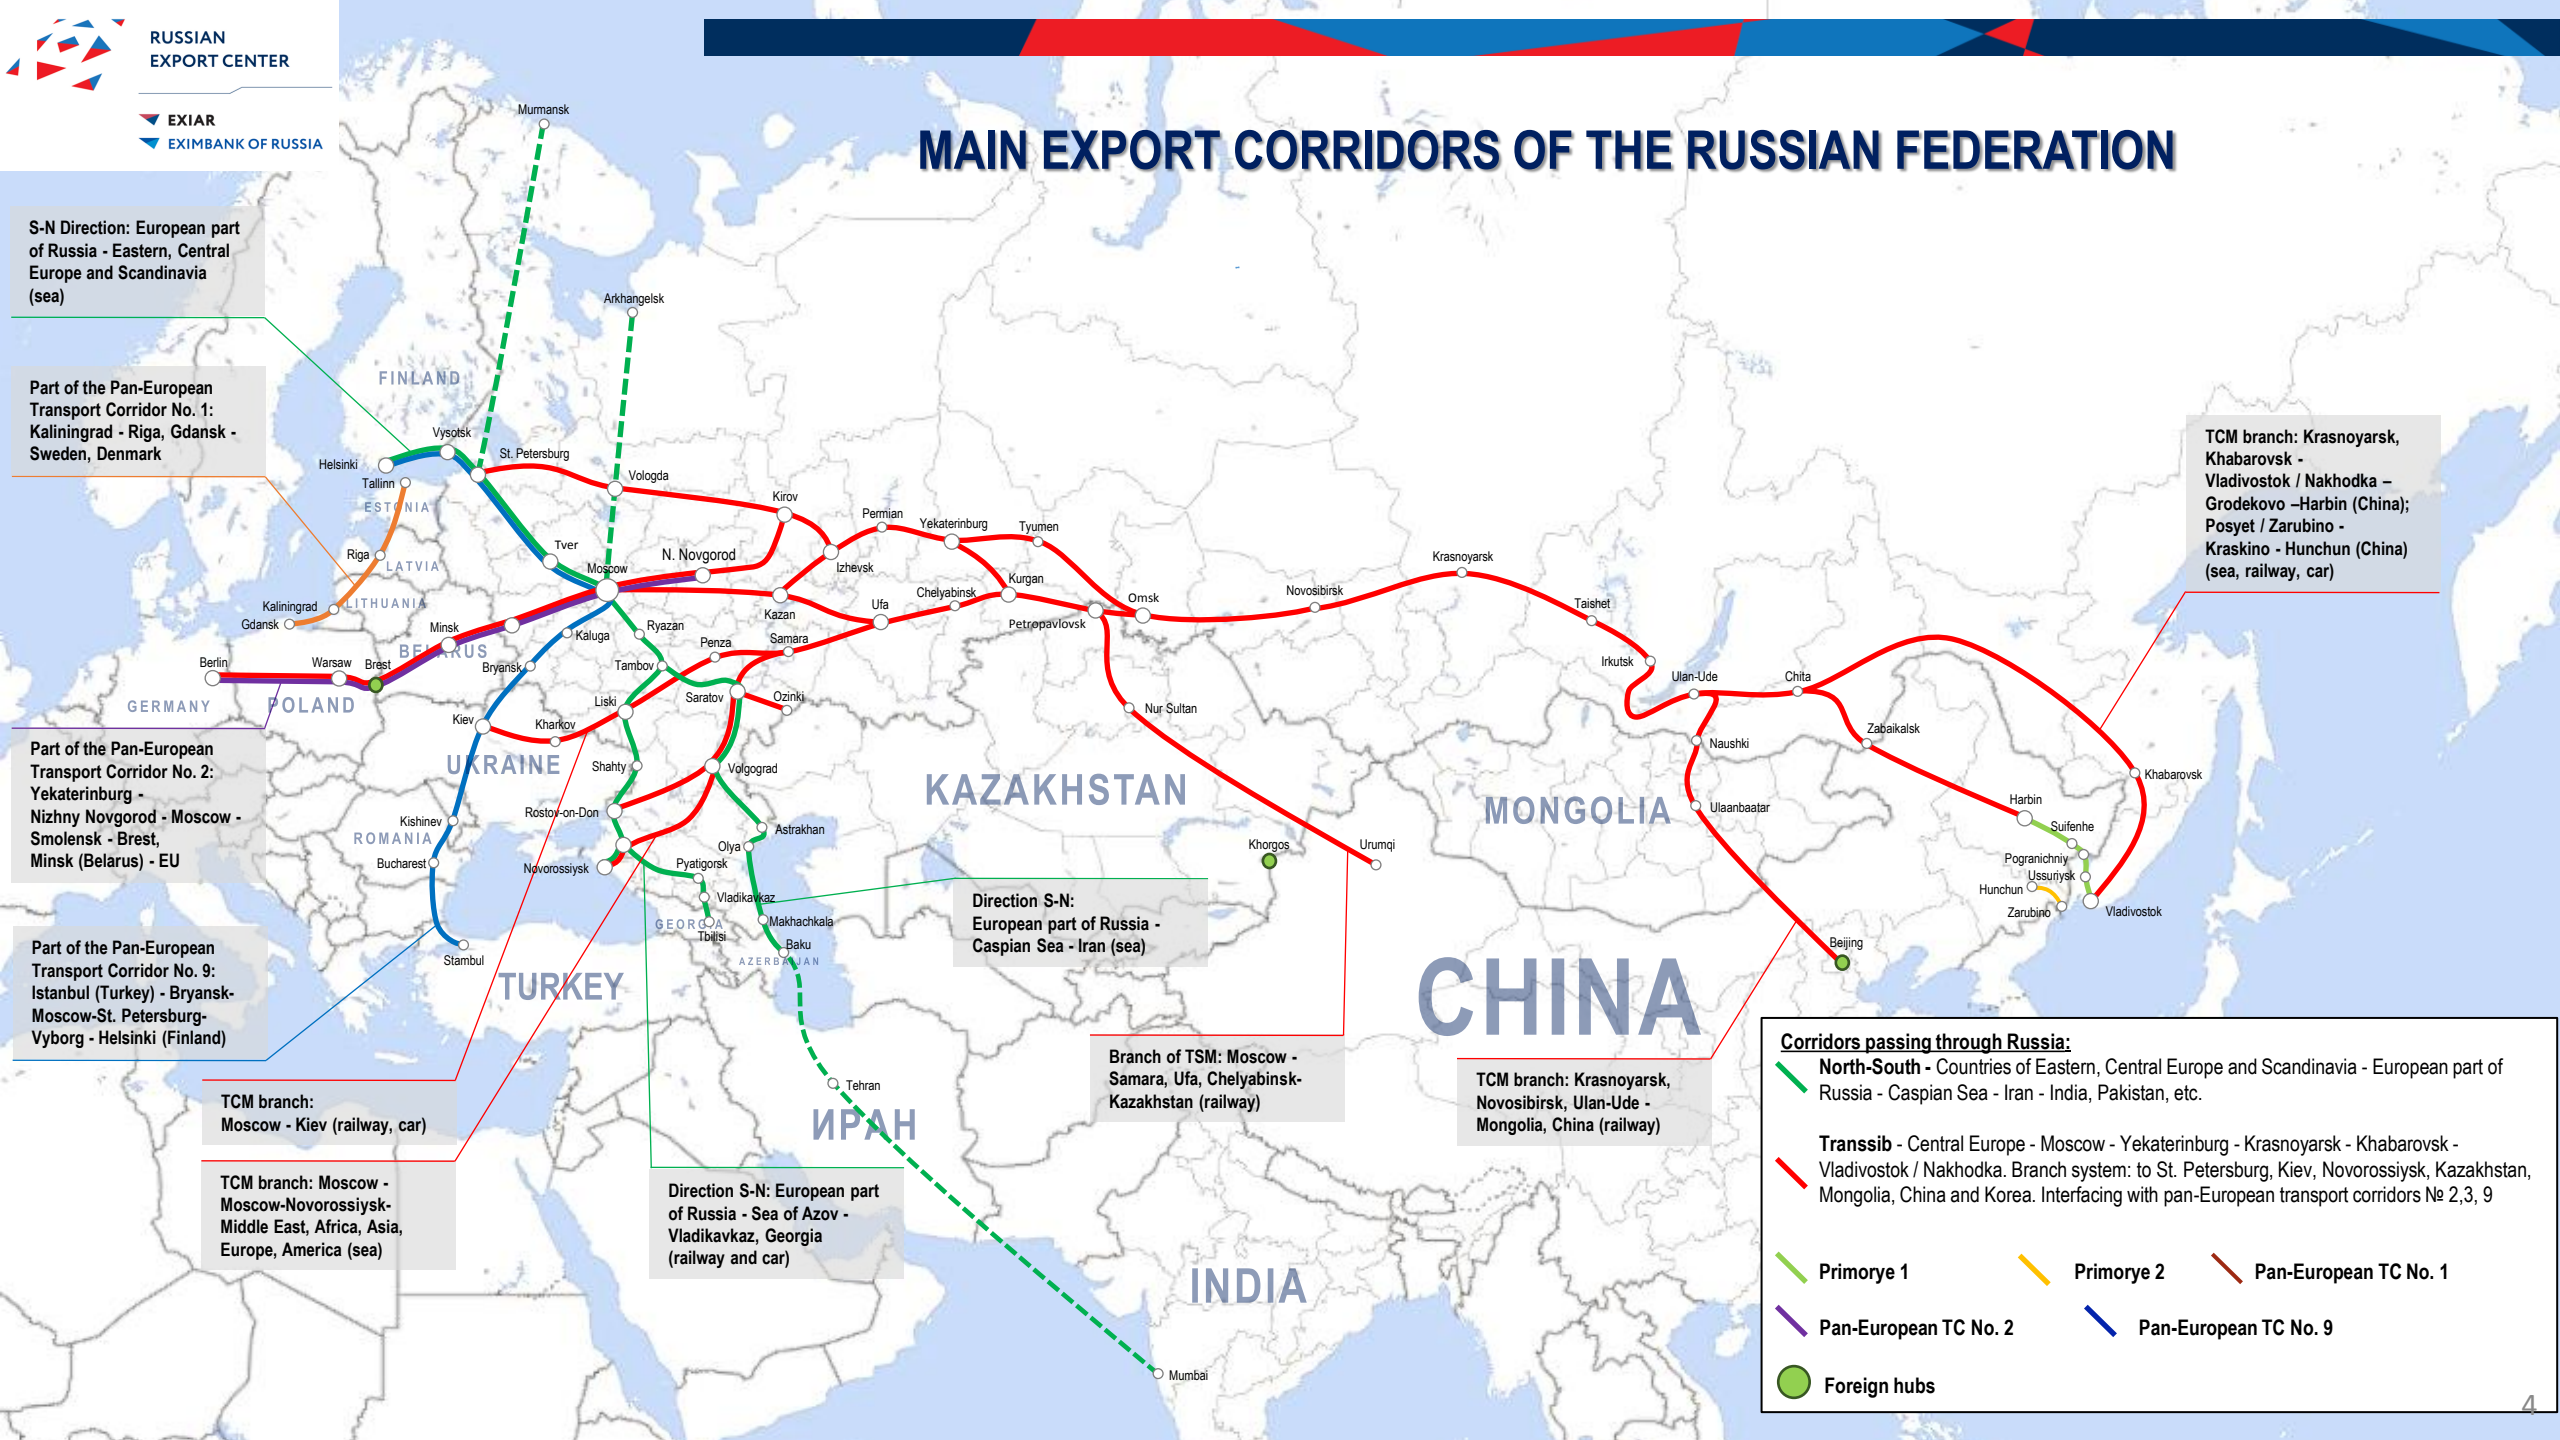 RUSSIAN
EXPORT CENTER
EXIAR
EXIMBANK OF RUSSIA
MAIN EXPORT CORRIDORS OF THE RUSSIAN FEDERATION
S-N Direction: European part
of Russia - Eastern, Central
Europe and Scandinavia
(sea)
Part of the Pan-European
Transport Corridor No. 1:
Kaliningrad - Riga, Gdansk -
Sweden, Denmark
Part of the Pan-European
Transport Corridor No. 2:
Yekaterinburg -
Nizhny Novgorod - Moscow -
Smolensk - Brest,
Minsk (Belarus) - EU
Part of the Pan-European
Transport Corridor No. 9:
Istanbul (Turkey) - Bryansk-
Moscow-St. Petersburg-
Vyborg - Helsinki (Finland)
TCM branch:
Moscow - Kiev (railway, car)
TCM branch: Moscow -
Moscow-Novorossiysk-
Middle East, Africa, Asia,
Europe, America (sea)
Direction S-N: European part
of Russia - Sea of Azov -
Vladikavkaz, Georgia
(railway and car)
Direction S-N:
European part of Russia -
Caspian Sea - Iran (sea)
Branch of TSM: Moscow -
Samara, Ufa, Chelyabinsk-
Kazakhstan (railway)
TCM branch: Krasnoyarsk,
Novosibirsk, Ulan-Ude -
Mongolia, China (railway)
TCM branch: Krasnoyarsk,
Khabarovsk -
Vladivostok / Nakhodka –
Grodekovo –Harbin (China);
Posyet / Zarubino -
Kraskino - Hunchun (China)
(sea, railway, car)
Murmansk
Arkhangelsk
FINLAND
Vysotsk
Helsinki
St. Petersburg
Tallinn
ESTONIA
Vologda
Kirov
Permian
Yekaterinburg
Tyumen
Tver
N. Novgorod
Riga
LATVIA
Moscow
Izhevsk
Krasnoyarsk
Kurgan
Chelyabinsk
Novosibirsk
Omsk
Taishet
Kaliningrad
LITHUANIA
Gdansk
Ufa
Kazan
Petropavlovsk
Minsk
Kaluga
Ryazan
Penza
Samara
BELARUS
Berlin
Warsaw
Brest
Bryansk
Tambov
Irkutsk
Ulan-Ude
Chita
GERMANY
POLAND
Liski
Saratov
Ozinki
Nur Sultan
Kiev
Kharkov
Zabaikalsk
Naushki
UKRAINE
Shahty
Volgograd
KAZAKHSTAN
Khabarovsk
MONGOLIA
Ulaanbaatar
Harbin
Rostov-on-Don
Kishinev
Astrakhan
Suifenhe
ROMANIA
Olya
Khorgos
Urumqi
Bucharest
Novorossiysk
Pyatigorsk
Pogranichniy
Ussuriysk
Hunchun
Vladikavkaz
Zarubino
Vladivostok
GEORGIA
Makhachkala
Tbilisi
Baku
Beijing
Stambul
AZERBAIJAN
TURKEY
CHINA
Tehran
ИРАН
INDIA
Mumbai
Corridors passing through Russia:
North-South - Countries of Eastern, Central Europe and Scandinavia - European part of
Russia - Caspian Sea - Iran - India, Pakistan, etc.
Transsib - Central Europe - Moscow - Yekaterinburg - Krasnoyarsk - Khabarovsk -
Vladivostok / Nakhodka. Branch system: to St. Petersburg, Kiev, Novorossiysk, Kazakhstan,
Mongolia, China and Korea. Interfacing with pan-European transport corridors № 2,3, 9
Primorye 1
Primorye 2
Pan-European TC No. 1
Pan-European TC No. 2
Pan-European TC No. 9
Foreign hubs
4